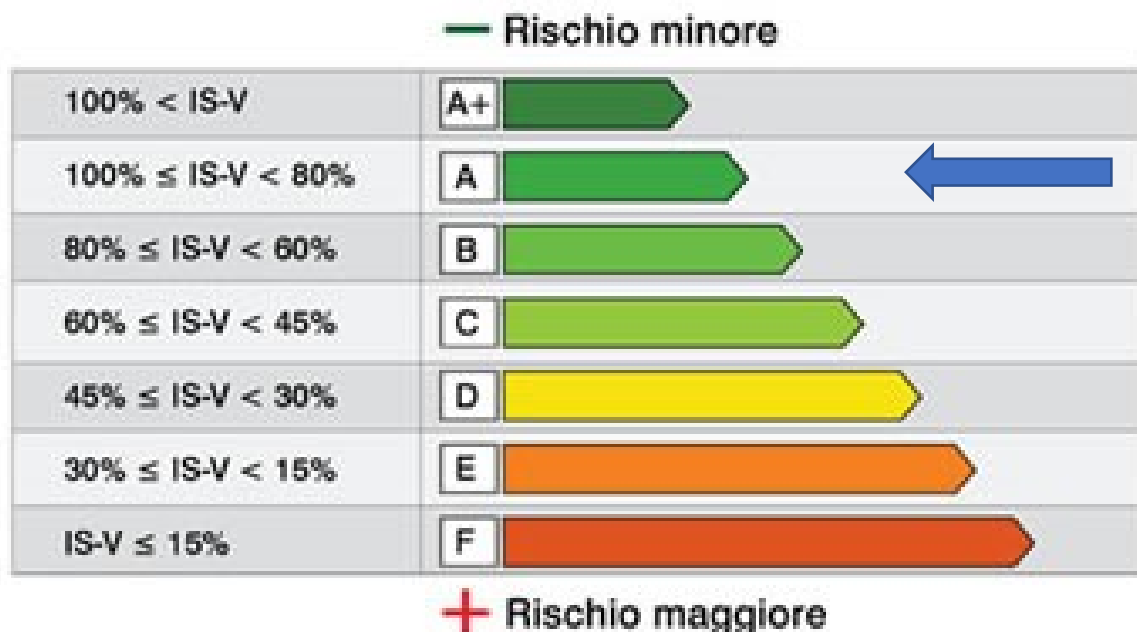 — Rischio minore
100% < IS-V A+
100% ≤ IS-V < 80% A
80% ≤ IS-V < 60% B
60% ≤ IS-V < 45% C
45% ≤ IS-V < 30% D
30% ≤ IS-V < 15% E
IS-V ≤ 15% F
+ Rischio maggiore